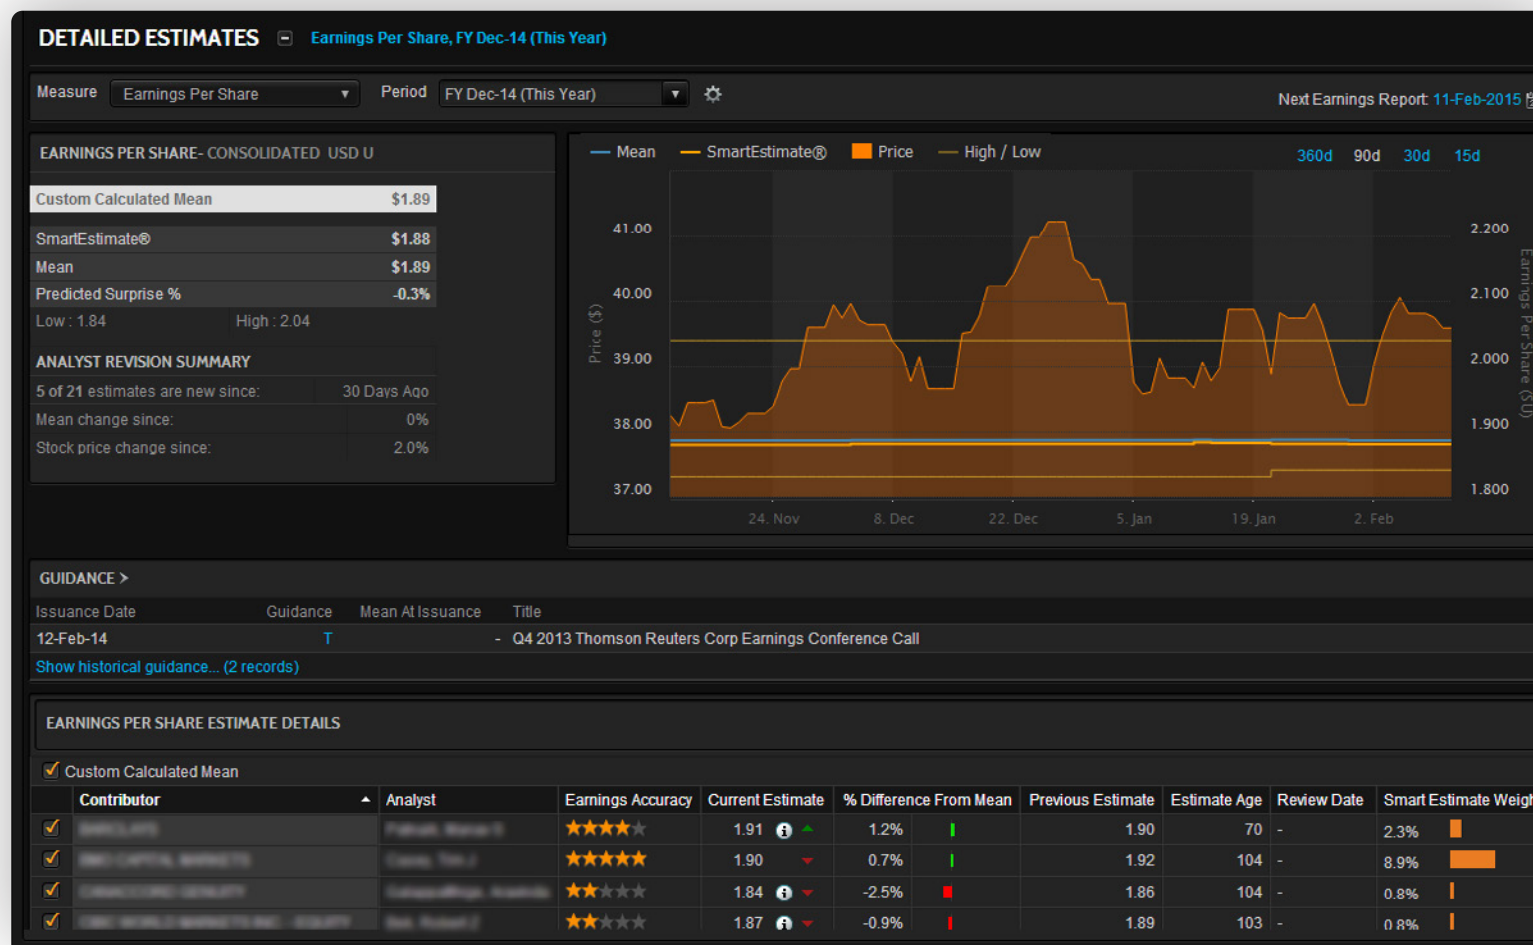 DETAILED ESTIMATES Earnings Per Share, FY Dec-14 (This Year)
Measure Earnings Per Share Period FY Dec-14 (This Year)
Next Earnings Report: 11-Feb-2015
EARNINGS PER SHARE- CONSOLIDATED USD U
Custom Calculated Mean $1.89
SmartEstimate® $1.88
Mean $1.89
Predicted Surprise % -0.3%
Low : 1.84 High : 2.04
ANALYST REVISION SUMMARY
5 of 21 estimates are new since: 30 Days Ago
Mean change since: 0%
Stock price change since: 2.0%
Mean SmartEstimate® Price High / Low
360d 90d 30d 15d
41.00 2.200
40.00 2.100
39.00 2.000
38.00 1.900
37.00 1.800
Price ($)
Earnings Per Share ($U)
24. Nov 8. Dec 22. Dec 5. Jan 19. Jan 2. Feb
GUIDANCE >
Issuance Date Guidance Mean At Issuance Title
12-Feb-14 T - Q4 2013 Thomson Reuters Corp Earnings Conference Call
Show historical guidance... (2 records)
EARNINGS PER SHARE ESTIMATE DETAILS
Custom Calculated Mean
Contributor Analyst Earnings Accuracy Current Estimate % Difference From Mean Previous Estimate Estimate Age Review Date Smart Estimate Weigh
1.91 1.2% 1.90 70 - 2.3%
1.90 0.7% 1.92 104 - 8.9%
1.84 -2.5% 1.86 104 - 0.8%
1.87 -0.9% 1.89 103 - 0.8%